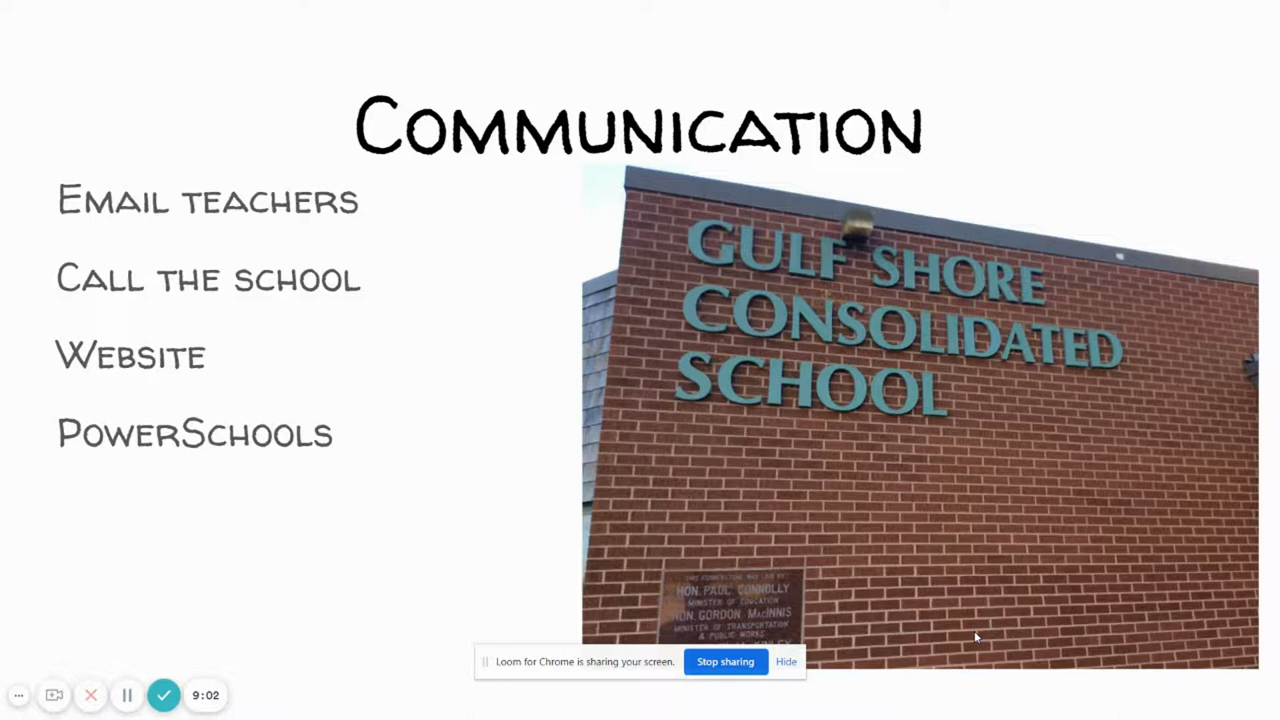 Communication
Email teachers
Call the school
Website
PowerSchools
GULF SHORE
CONSOLIDATED
SCHOOL
HON. PAUL CONNOLLY
MINISTER OF EDUCATION
HON. GORDON MacINNIS
MINISTER OF TRANSPORTATION
& PUBLIC WORKS
Loom for Chrome is sharing your screen.
Stop sharing
Hide
9:02